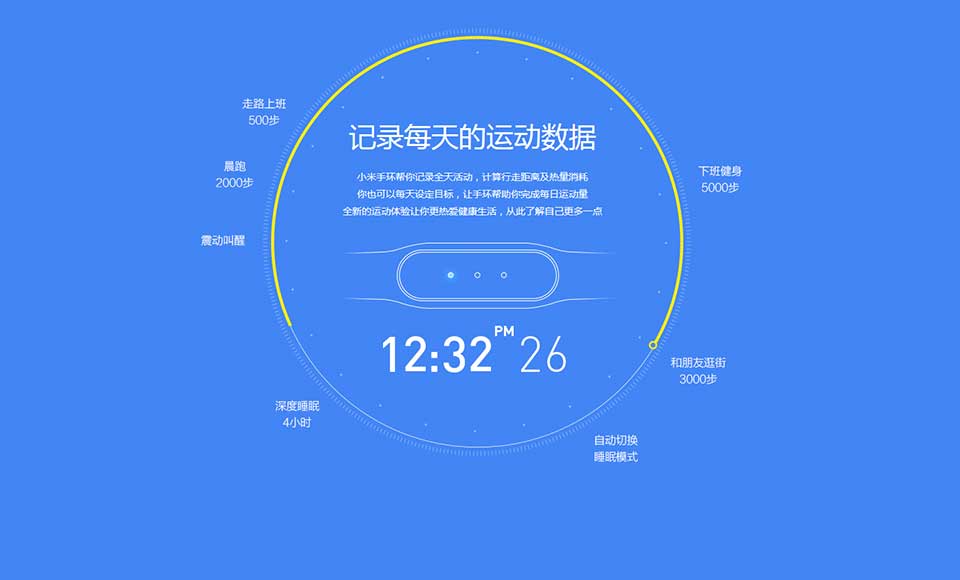 记录每天的运动数据
小米手环帮你记录全天活动，计算行走距离及热量消耗
你也可以每天设定目标，让手环帮助你完成每日运动量
全新的运动体验让你更热爱健康生活，从此了解自己更多一点
12:32 PM 26
走路上班
500步
晨跑
2000步
震动叫醒
深度睡眠
4小时
下班健身
5000步
和朋友逛街
3000步
自动切换
睡眠模式